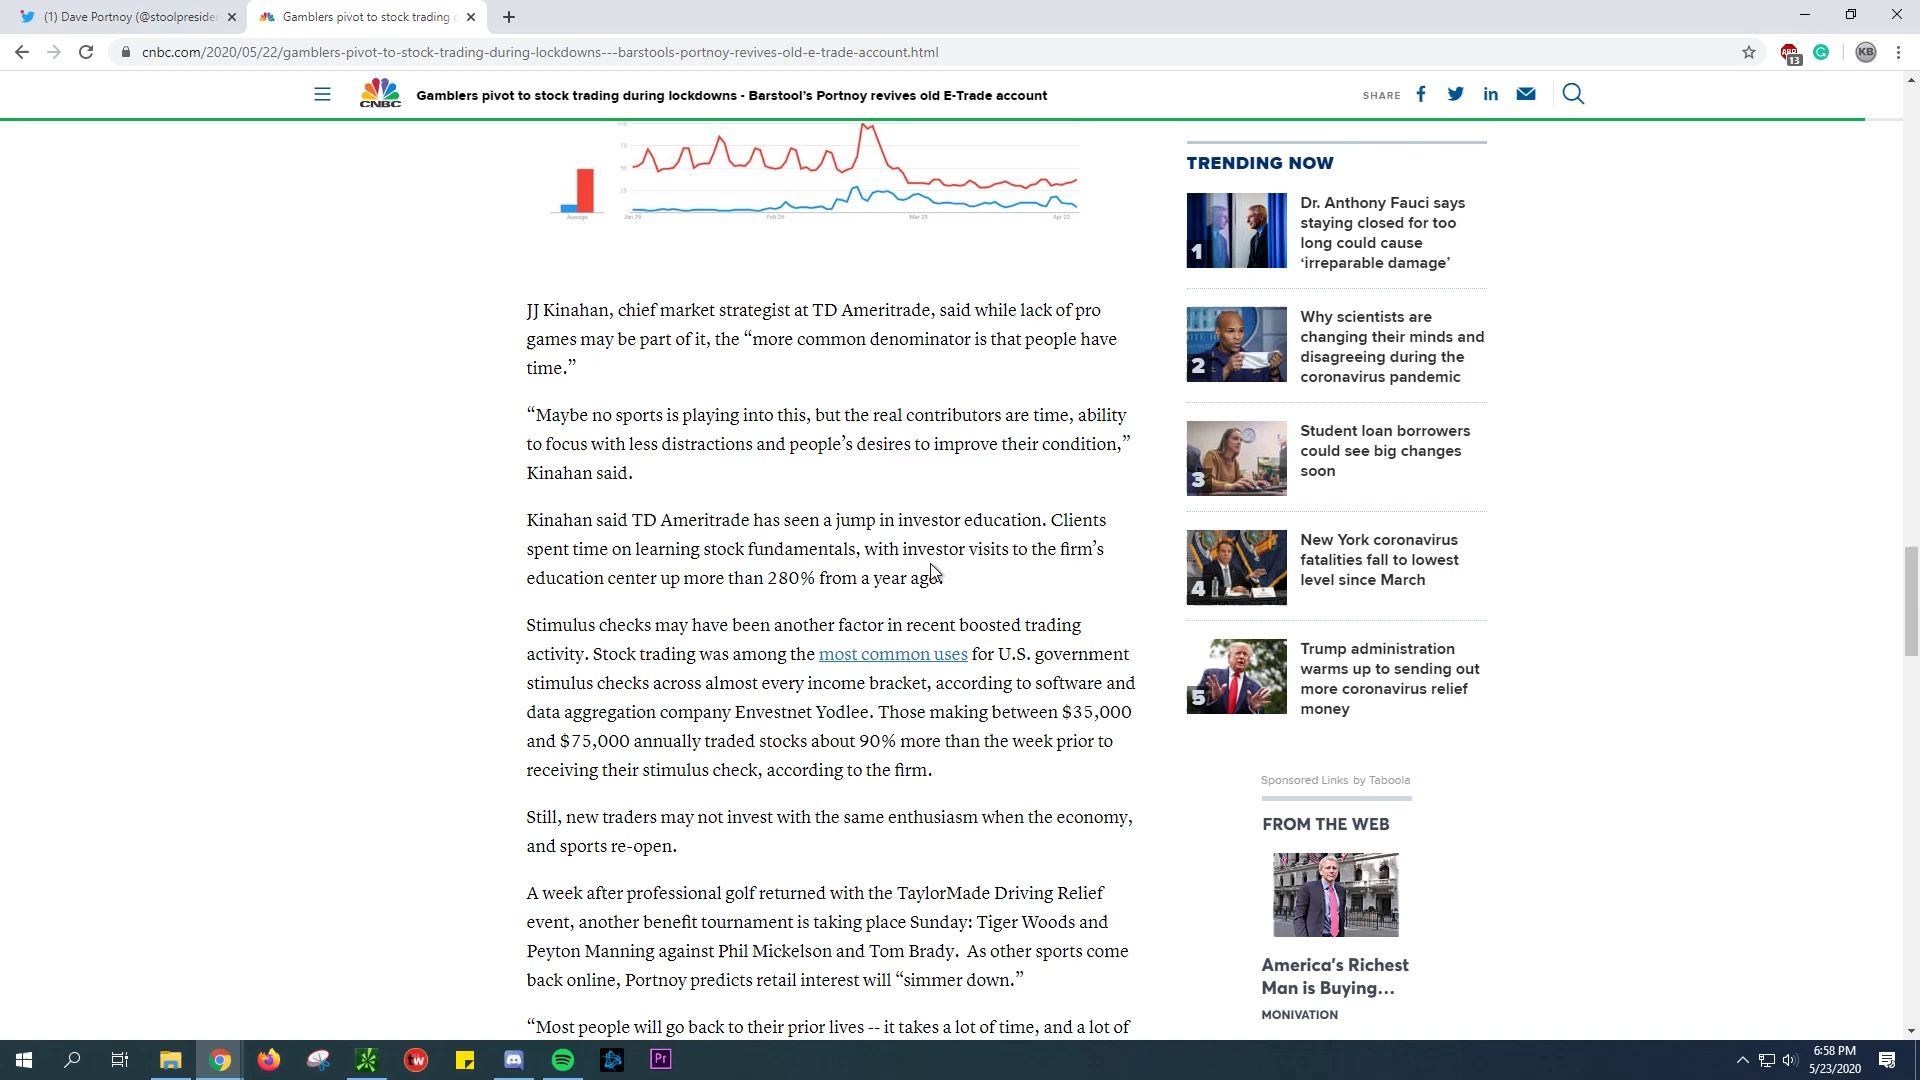 (1) Dave Portnoy (@stoolpreside
Gamblers pivot to stock trading
cnbc.com/2020/05/22/gamblers-pivot-to-stock-trading-during-lockdowns---barstools-portnoy-revives-old-e-trade-account.html
13
KB
CNBC
Gamblers pivot to stock trading during lockdowns - Barstool’s Portnoy revives old E-Trade account
SHARE
75
50
25
Average
Jan 29
Feb 26
Mar 25
Apr 22
JJ Kinahan, chief market strategist at TD Ameritrade, said while lack of pro
games may be part of it, the “more common denominator is that people have
time.”
“Maybe no sports is playing into this, but the real contributors are time, ability
to focus with less distractions and people’s desires to improve their condition,”
Kinahan said.
Kinahan said TD Ameritrade has seen a jump in investor education. Clients
spent time on learning stock fundamentals, with investor visits to the firm’s
education center up more than 280% from a year ago.
Stimulus checks may have been another factor in recent boosted trading
activity. Stock trading was among the most common uses for U.S. government
stimulus checks across almost every income bracket, according to software and
data aggregation company Envestnet Yodlee. Those making between $35,000
and $75,000 annually traded stocks about 90% more than the week prior to
receiving their stimulus check, according to the firm.
Still, new traders may not invest with the same enthusiasm when the economy,
and sports re-open.
A week after professional golf returned with the TaylorMade Driving Relief
event, another benefit tournament is taking place Sunday: Tiger Woods and
Peyton Manning against Phil Mickelson and Tom Brady.  As other sports come
back online, Portnoy predicts retail interest will “simmer down.”
“Most people will go back to their prior lives -- it takes a lot of time, and a lot of
TRENDING NOW
1
Dr. Anthony Fauci says
staying closed for too
long could cause
‘irreparable damage’
2
Why scientists are
changing their minds and
disagreeing during the
coronavirus pandemic
3
Student loan borrowers
could see big changes
soon
4
New York coronavirus
fatalities fall to lowest
level since March
5
Trump administration
warms up to sending out
more coronavirus relief
money
Sponsored Links by Taboola
FROM THE WEB
America’s Richest
Man is Buying…
MONIVATION
tw
Pr
6:58 PM
5/23/2020